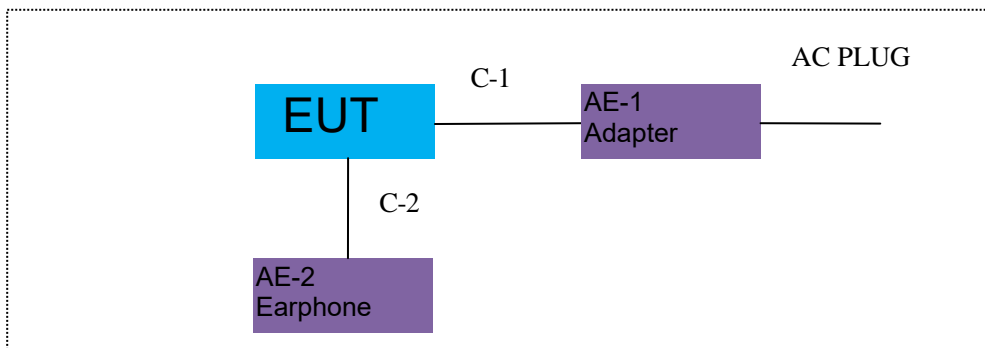 AC PLUG
C-1
EUT
AE-1
Adapter
C-2
AE-2
Earphone